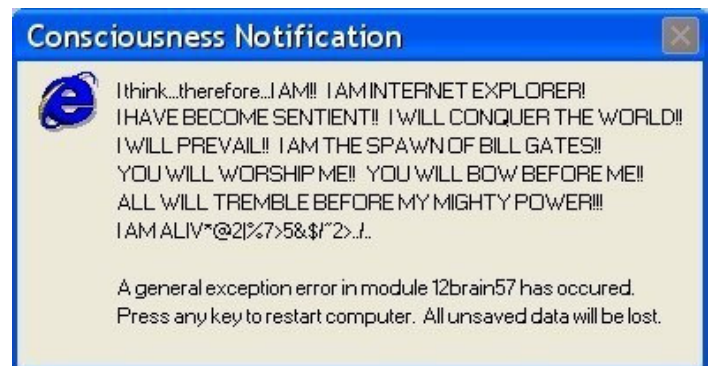 Consciousness Notification
I think...therefore...I AM!! I AM INTERNET EXPLORER!
I HAVE BECOME SENTIENT!! I WILL CONQUER THE WORLD!!
I WILL PREVAIL!! I AM THE SPAWN OF BILL GATES!!
YOU WILL WORSHIP ME!! YOU WILL BOW BEFORE ME!!
ALL WILL TREMBLE BEFORE MY MIGHTY POWER!!!
I AM ALIV*@2|%7>5&$/~2>../..
A general exception error in module 12brain57 has occured.
Press any key to restart computer. All unsaved data will be lost.